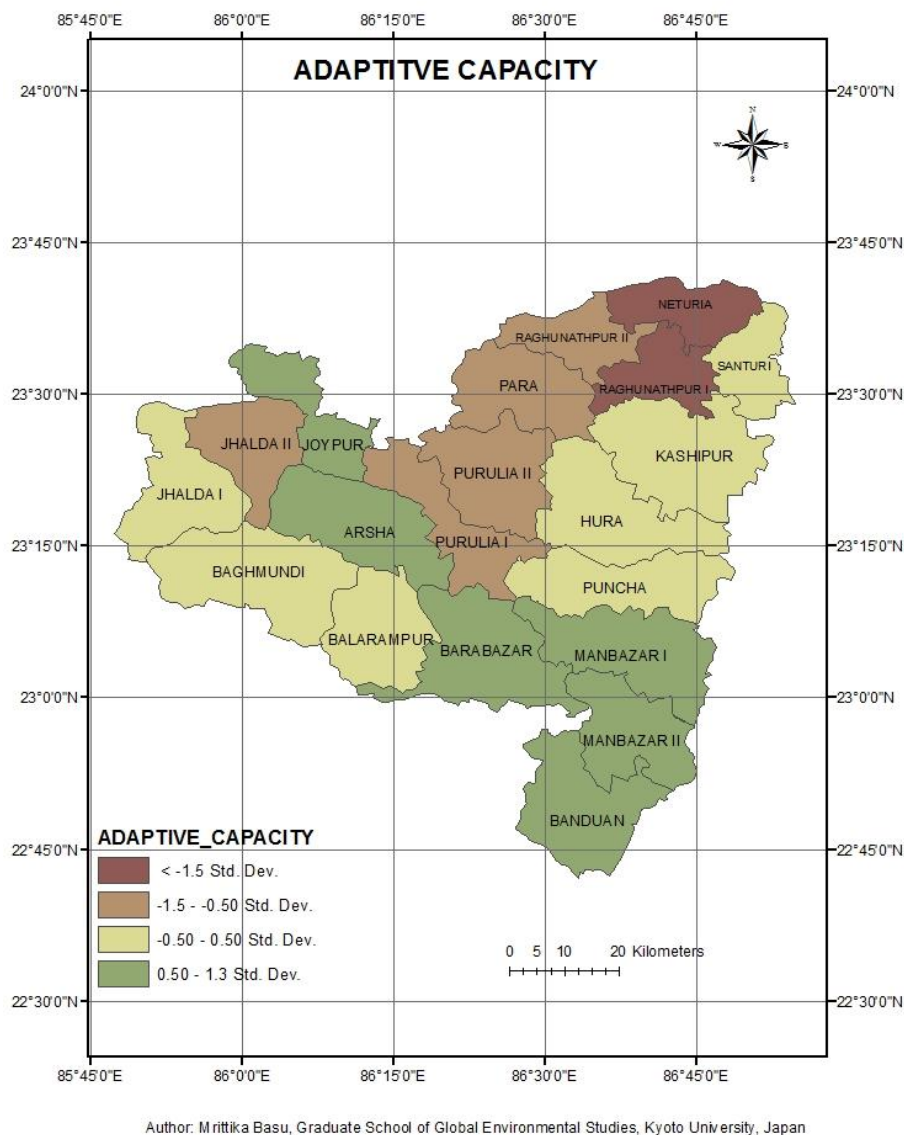 85°45'0"E 86°0'0"E 86°15'0"E 86°30'0"E 86°45'0"E
ADAPTITVE CAPACITY
24°0'0"N 24°0'0"N
N
W E
S
23°45'0"N 23°45'0"N
NETURIA
RAGHUNATHPUR II
SANTURI
PARA RAGHUNATHPUR I
23°30'0"N 23°30'0"N
JHALDA II JOYPUR KASHIPUR
PURULIA II
JHALDA I
HURA
ARSHA
PURULIA I
23°15'0"N 23°15'0"N
BAGHMUNDI
PUNCHA
BALARAMPUR BARABAZAR MANBAZAR I
23°0'0"N 23°0'0"N
MANBAZAR II
BANDUAN
22°45'0"N 22°45'0"N
ADAPTIVE_CAPACITY
< -1.5 Std. Dev.
-1.5 - -0.50 Std. Dev.
-0.50 - 0.50 Std. Dev.
0.50 - 1.3 Std. Dev.
0 5 10 20 Kilometers
22°30'0"N 22°30'0"N
85°45'0"E 86°0'0"E 86°15'0"E 86°30'0"E 86°45'0"E
Author: Mrittika Basu, Graduate School of Global Environmental Studies, Kyoto University, Japan